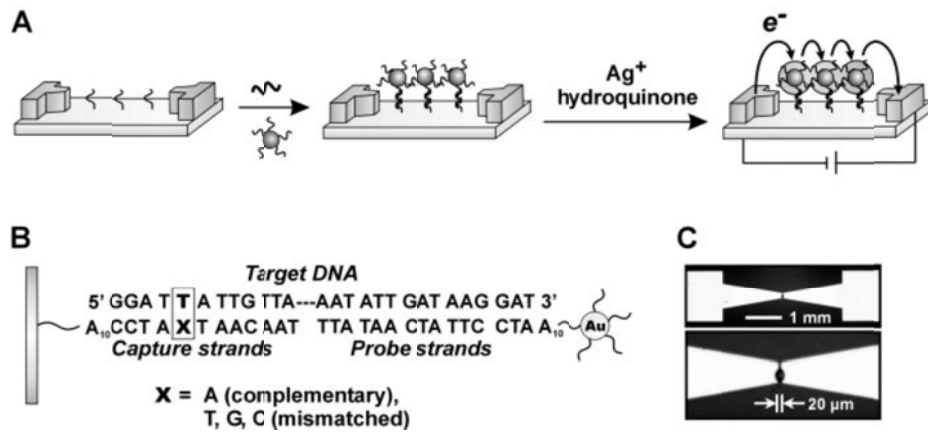 A
e-
Ag+
hydroquinone
B
Target DNA
5' GGA T T A TTG TTA---AAT ATT GAT AAG GAT 3'
A10CCT A X T AAC AAT TTA TAA CTA TTC CTA A10
Au
Capture strands Probe strands
X = A (complementary),
T, G, C (mismatched)
C
1 mm
20 µm